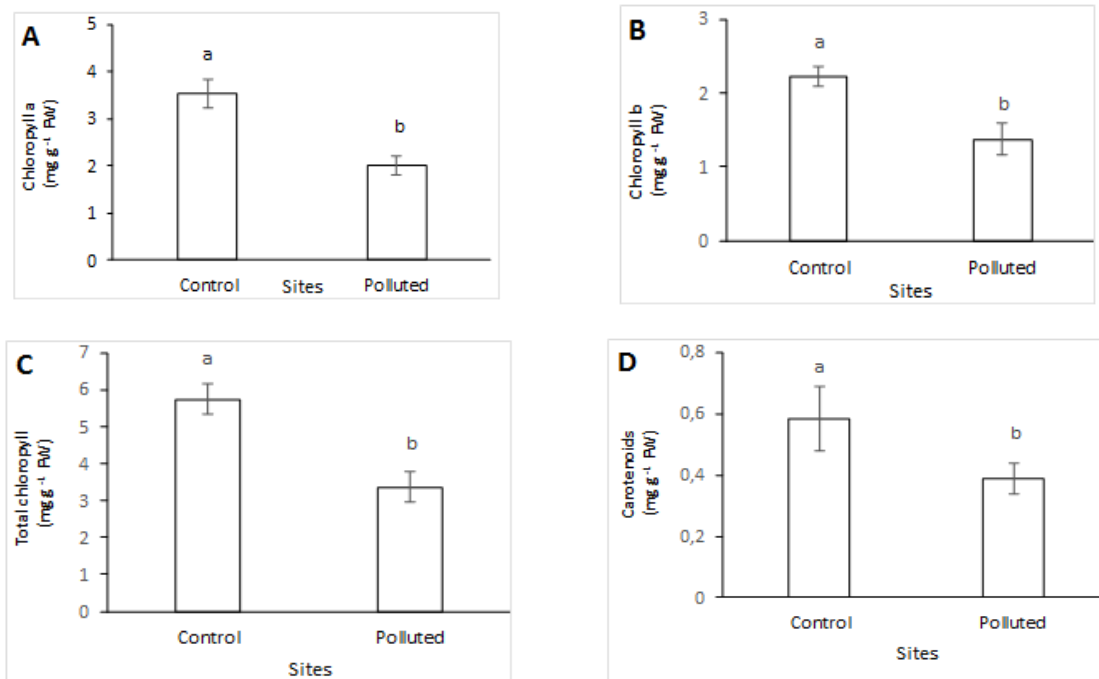 A
5
4
3
2
1
0
Chloropyll a
(mg g⁻¹ FW)
a
b
Control
Sites
Polluted
B
3
2
1
0
Chloropyll b
(mg g⁻¹ FW)
a
b
Control
Polluted
Sites
C
7
6
5
4
3
2
1
0
Total chloropyll
(mg g⁻¹ FW)
a
b
Control
Polluted
Sites
D
0,8
0,6
0,4
0,2
0
Carotenoids
(mg g⁻¹ FW)
a
b
Control
Polluted
Sites